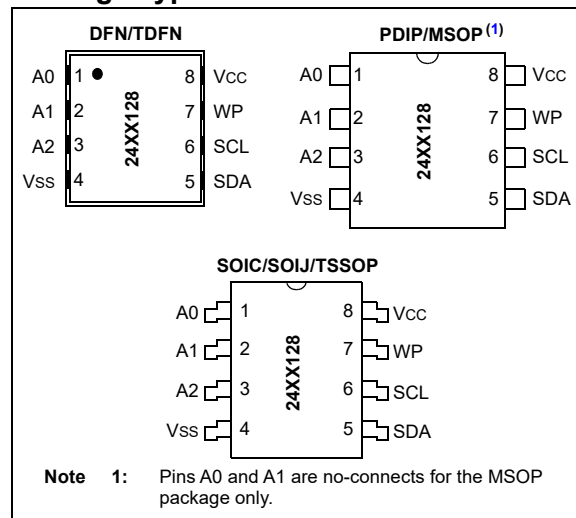 DFN/TDFN
A0 1 8 VCC
A1 2 7 WP
A2 3 6 SCL
VSS 4 5 SDA
24XX128
PDIP/MSOP (1)
A0 1 8 VCC
A1 2 7 WP
A2 3 6 SCL
VSS 4 5 SDA
24XX128
SOIC/SOIJ/TSSOP
A0 1 8 VCC
A1 2 7 WP
A2 3 6 SCL
VSS 4 5 SDA
24XX128
Note 1: Pins A0 and A1 are no-connects for the MSOP
package only.